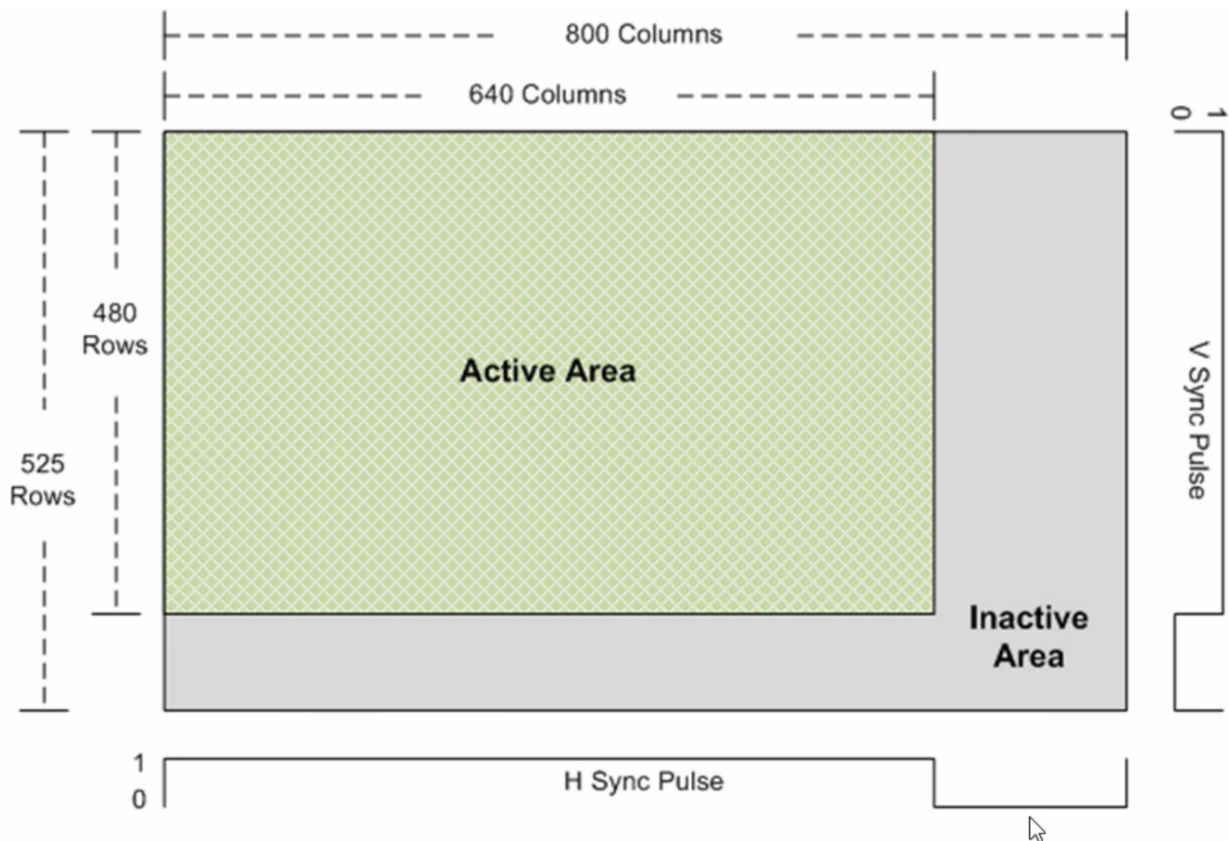 800 Columns
640 Columns
0 1
480
Rows
Active Area
V Sync Pulse
525
Rows
Inactive
Area
1
H Sync Pulse
0